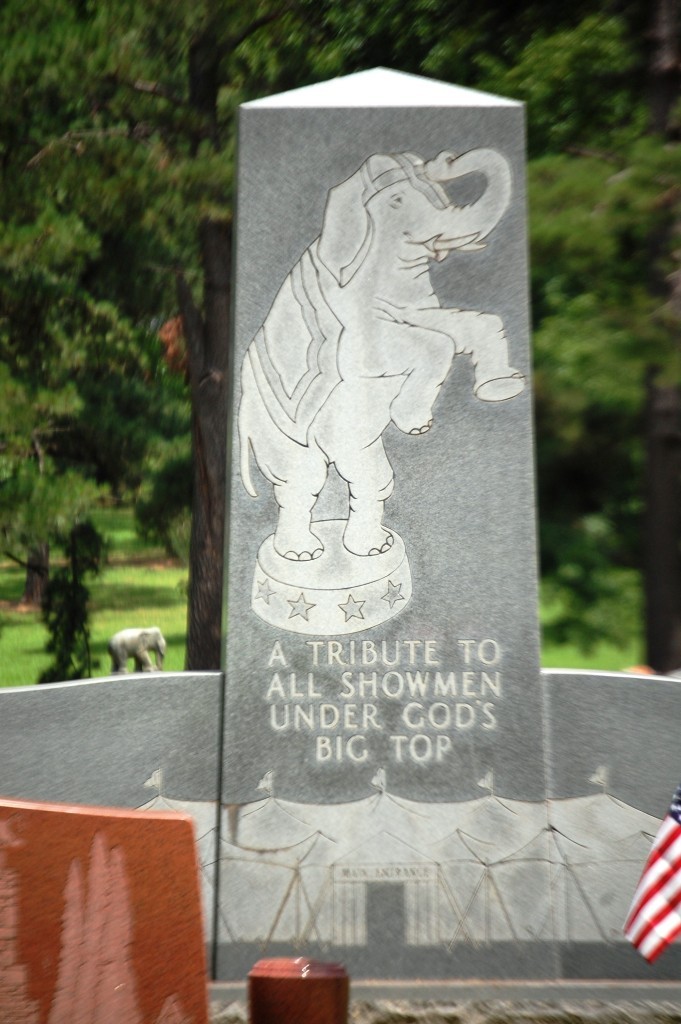 A TRIBUTE TO
ALL SHOWMEN
UNDER GOD'S
BIG TOP
MAIN ENTRANCE